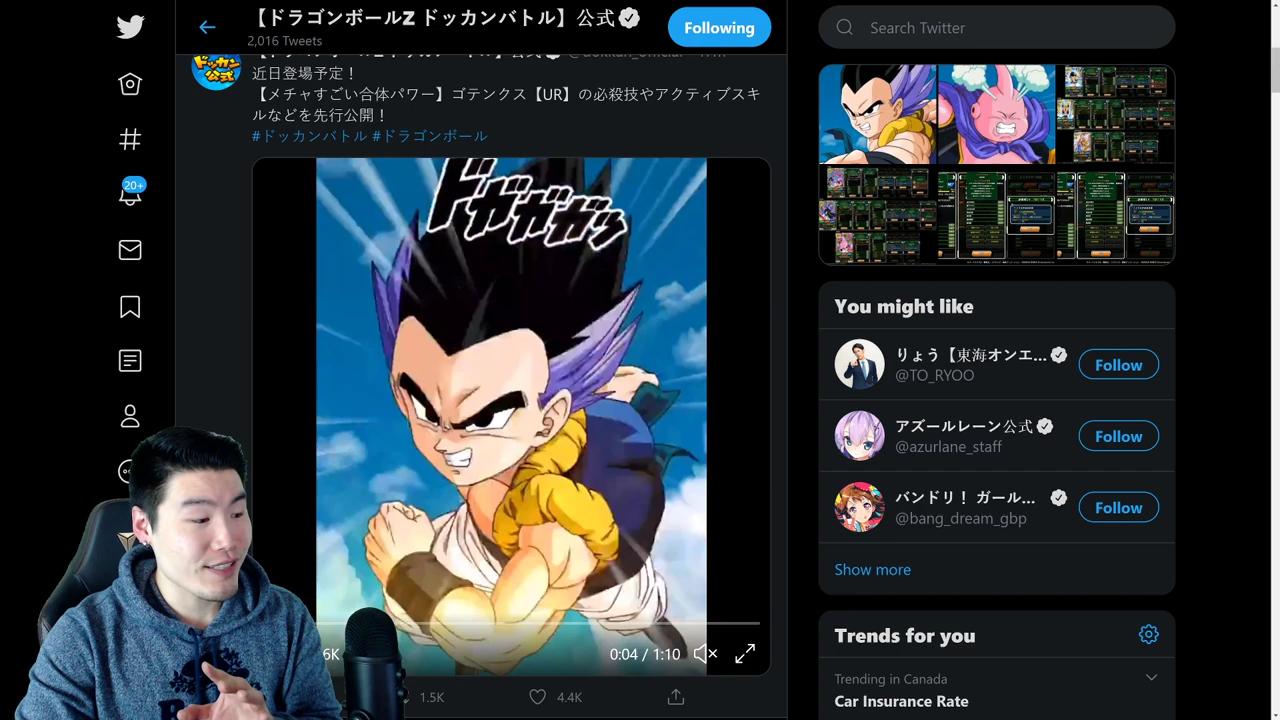 【ドラゴンボールZ ドッカンバトル】公式
2,016 Tweets
Following
Search Twitter
20+
ドッカン
公式
近日登場予定！
【メチャすごい合体パワー】ゴテンクス【UR】の必殺技やアクティブスキ
ルなどを先行公開！
#ドッカンバトル #ドラゴンボール
ドガガガッ
6K
0:04 / 1:10
1.5K
4.4K
You might like
りょう【東海オンエ...
@TO_RYOO
Follow
アズールレーン公式
@azurlane_staff
Follow
バンドリ！ ガール...
@bang_dream_gbp
Follow
Show more
Trends for you
Trending in Canada
Car Insurance Rate